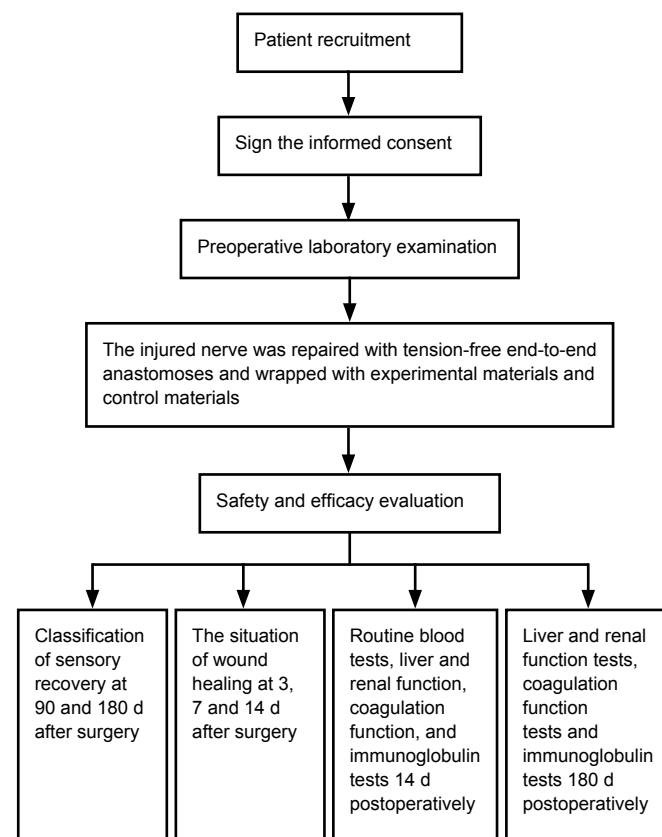 Patient recruitment
Sign the informed consent
Preoperative laboratory examination
The injured nerve was repaired with tension-free end-to-end
anastomoses and wrapped with experimental materials and
control materials
Safety and efficacy evaluation
Classification
of sensory
recovery at
90 and 180 d
after surgery
The situation
of wound
healing at 3,
7 and 14 d
after surgery
Routine blood
tests, liver and
renal function,
coagulation
function, and
immunoglobulin
tests 14 d
postoperatively
Liver and renal
function tests,
coagulation
function
tests and
immunoglobulin
tests 180 d
postoperatively